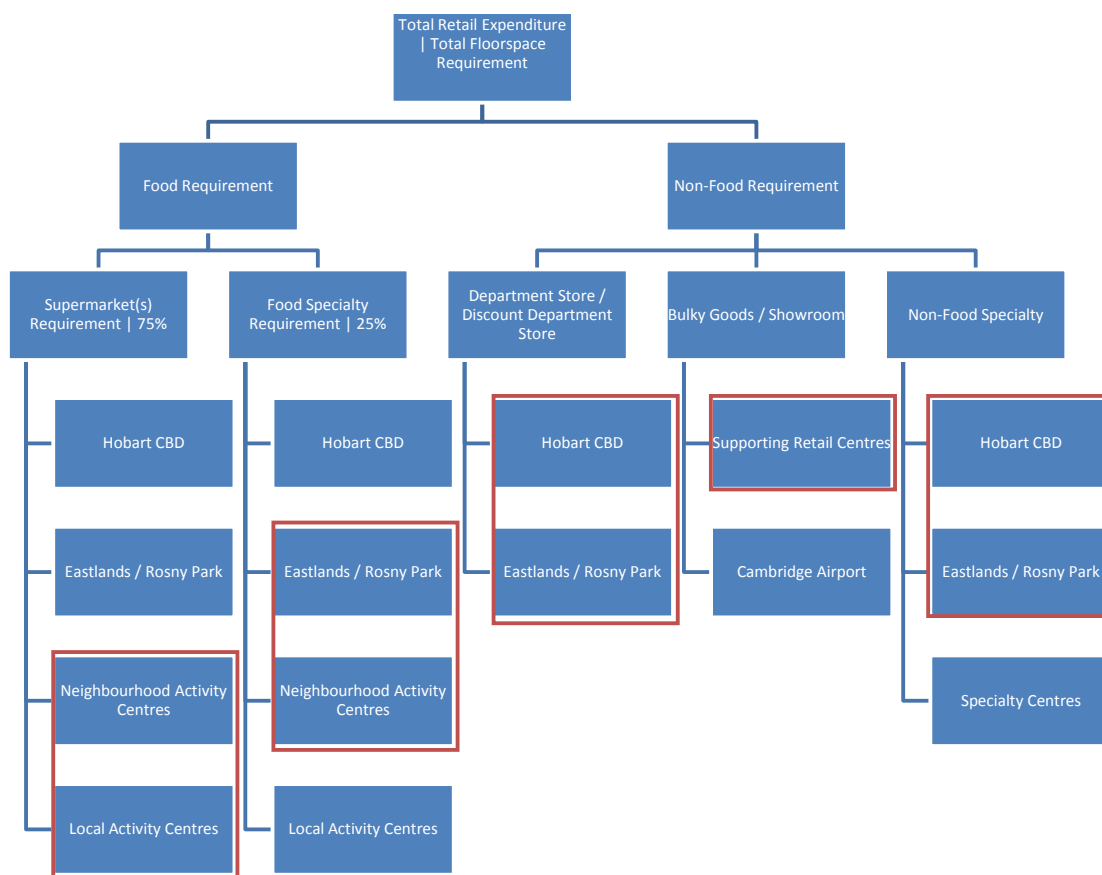 Total Retail Expenditure
| Total Floorspace
Requirement
Food Requirement
Non-Food Requirement
Supermarket(s)
Requirement | 75%
Food Specialty
Requirement | 25%
Department Store /
Discount Department
Store
Bulky Goods / Showroom
Non-Food Specialty
Hobart CBD
Eastlands / Rosny Park
Neighbourhood Activity
Centres
Local Activity Centres
Hobart CBD
Eastlands / Rosny Park
Neighbourhood Activity
Centres
Local Activity Centres
Hobart CBD
Eastlands / Rosny Park
Supporting Retail Centres
Cambridge Airport
Hobart CBD
Eastlands / Rosny Park
Specialty Centres